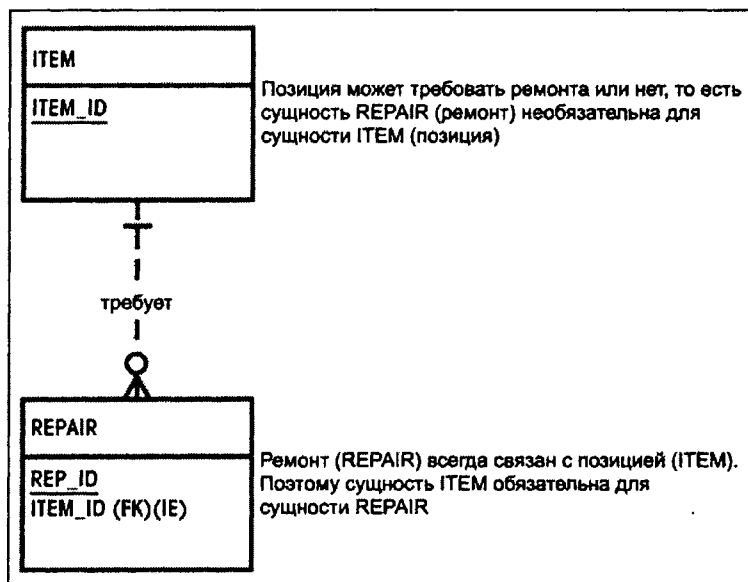 ITEM
ITEM_ID
Позиция может требовать ремонта или нет, то есть
сущность REPAIR (ремонт) необязательна для
сущности ITEM (позиция)
требует
REPAIR
REP_ID
ITEM_ID (FK)(IE)
Ремонт (REPAIR) всегда связан с позицией (ITEM).
Поэтому сущность ITEM обязательна для
сущности REPAIR